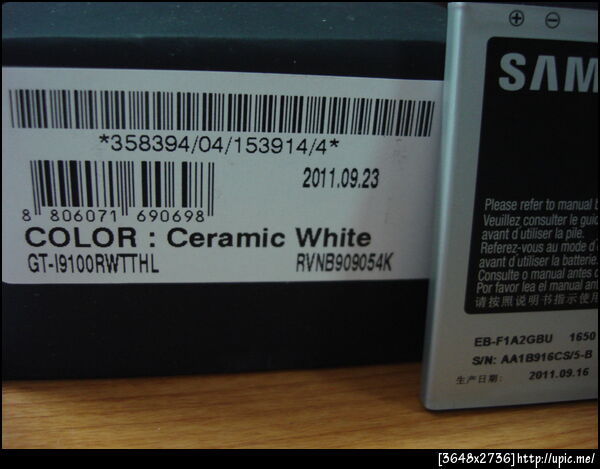 *358394/04/153914/4*
2011.09.23
8 806071 690698
COLOR : Ceramic White
GT-I9100RWTTHL RVNB909054K
SAM
Please refer to manual b
Veuillez consulter le guid
avant d'utiliser la pile.
Referez-vous au mode d'
avant d'utiliser la batterie.
Consulte o manual antes d
Por favor lea el manual an
请按照说明书指示使用
EB-F1A2GBU 1650
S/N: AA1B916CS/5-B
生产日期: 2011.09.16
[3648x2736]http://upic.me/